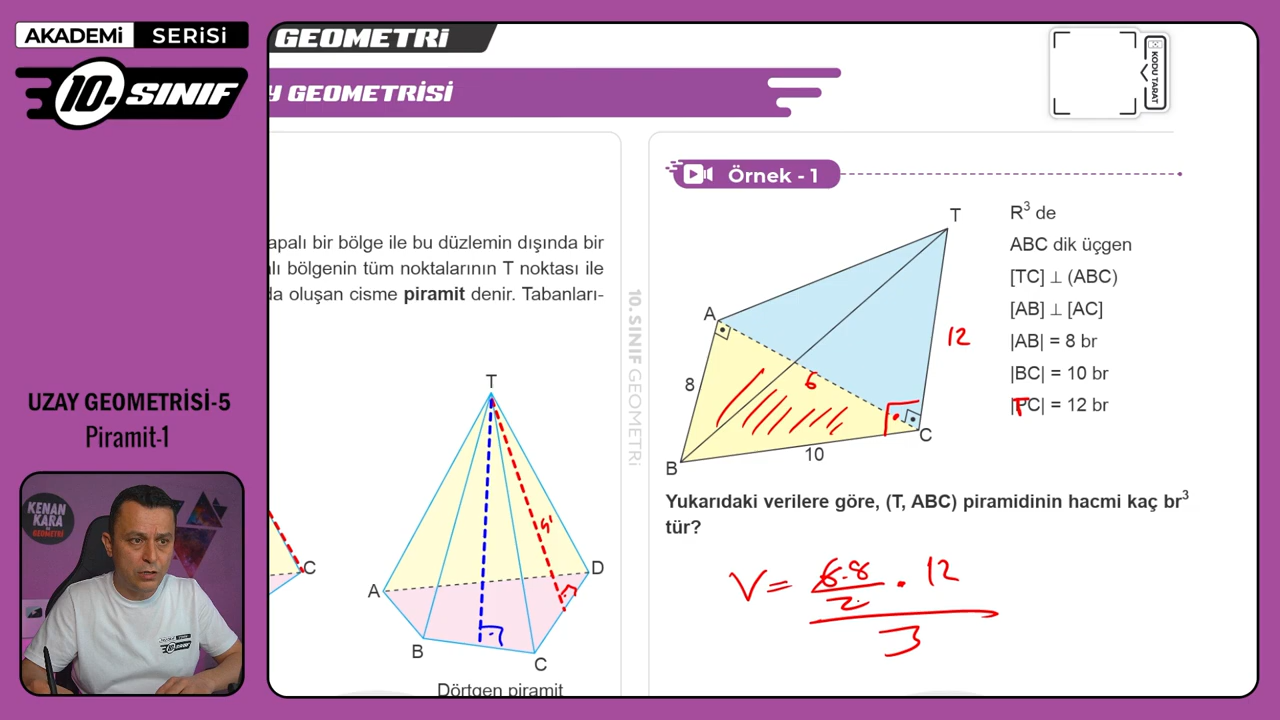 AKADEMİ SERİSİ
10. SINIF
GEOMETRİ
Y GEOMETRİSİ
KODU TARAT
apalı bir bölge ile bu düzlemin dışında bir
lı bölgenin tüm noktalarının T noktası ile
da oluşan cisme piramit denir. Tabanları-
10. SINIF GEOMETRİ
T
A
B
C
D
C
Dörtgen piramit
Örnek - 1
T
A
B
C
8
6
10
12
R³ de
ABC dik üçgen
[TC] ⊥ (ABC)
[AB] ⊥ [AC]
|AB| = 8 br
|BC| = 10 br
|TC| = 12 br
Yukarıdaki verilere göre, (T, ABC) piramidinin hacmi kaç br³
tür?
V = 6.8/2 . 12
3
UZAY GEOMETRİSİ-5
Piramit-1
KENAN
KARA
GEOMETRİ